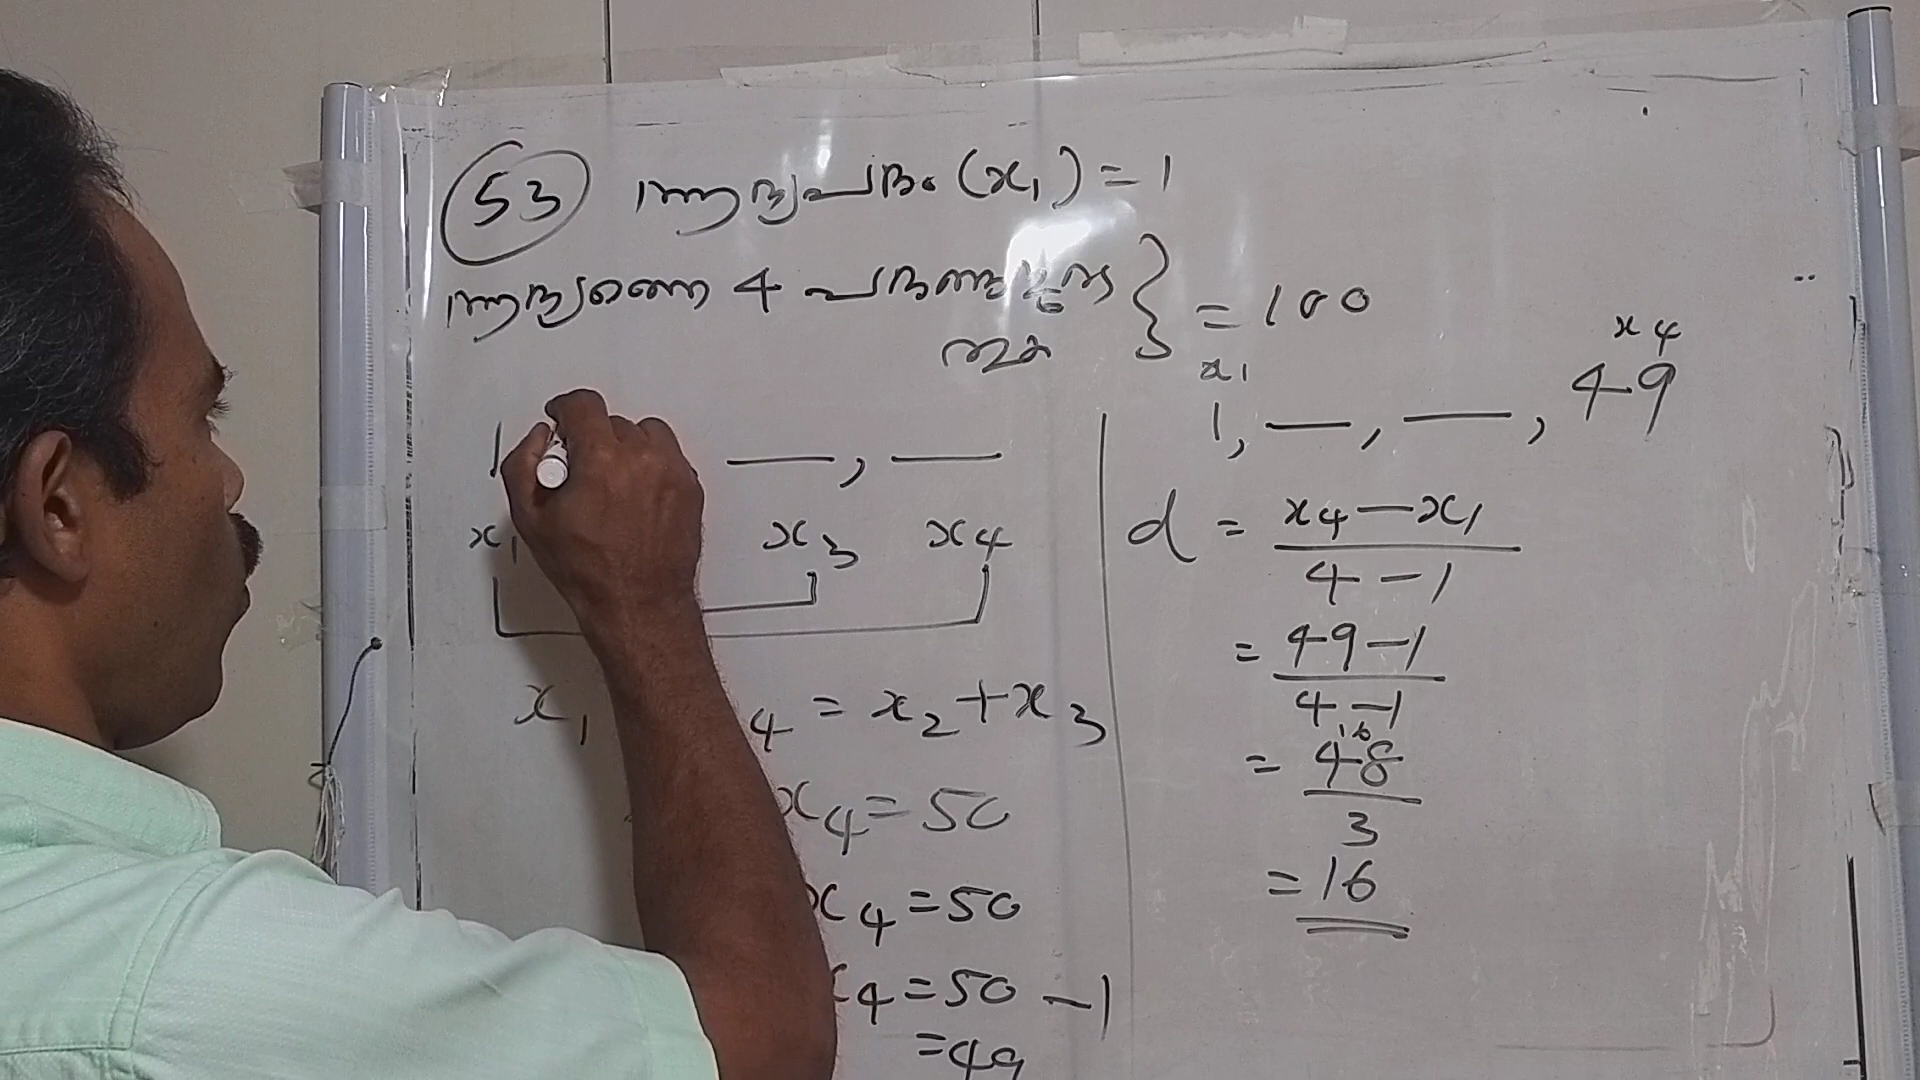 53 ആദ്യപദം (x₁) = 1
ആദ്യത്തെ 4 പദങ്ങളുടെ
തുക } = 100
1 ___, ___
x₁ x₃ x₄
x₁ 4 = x₂ + x₃
x₄ = 50
x₄ = 50
x₄ = 50 - 1
= 49
x₁ x₄
1, ___, ___, 49
d = (x₄ - x₁)/(4 - 1)
= (49 - 1)/(4 - 1)
16
= 48/3
= 16